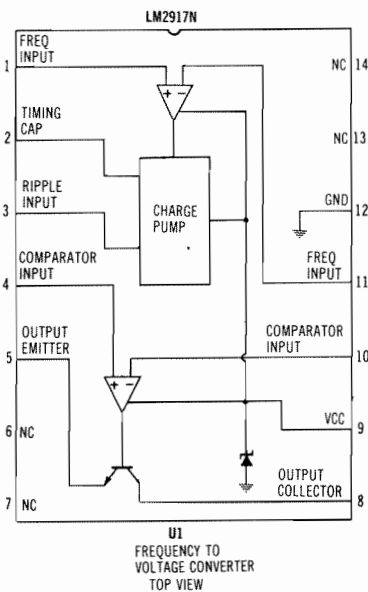 LM2917N
FREQ
INPUT
1
NC 14
+ −
TIMING
CAP
2
NC 13
RIPPLE
INPUT
3
CHARGE
PUMP
GND
12
COMPARATOR
INPUT
4
FREQ
INPUT
11
OUTPUT
EMITTER
5
COMPARATOR
INPUT
10
+ −
6 NC
VCC
9
7 NC
OUTPUT
COLLECTOR
8
U1
FREQUENCY TO
VOLTAGE CONVERTER
TOP VIEW